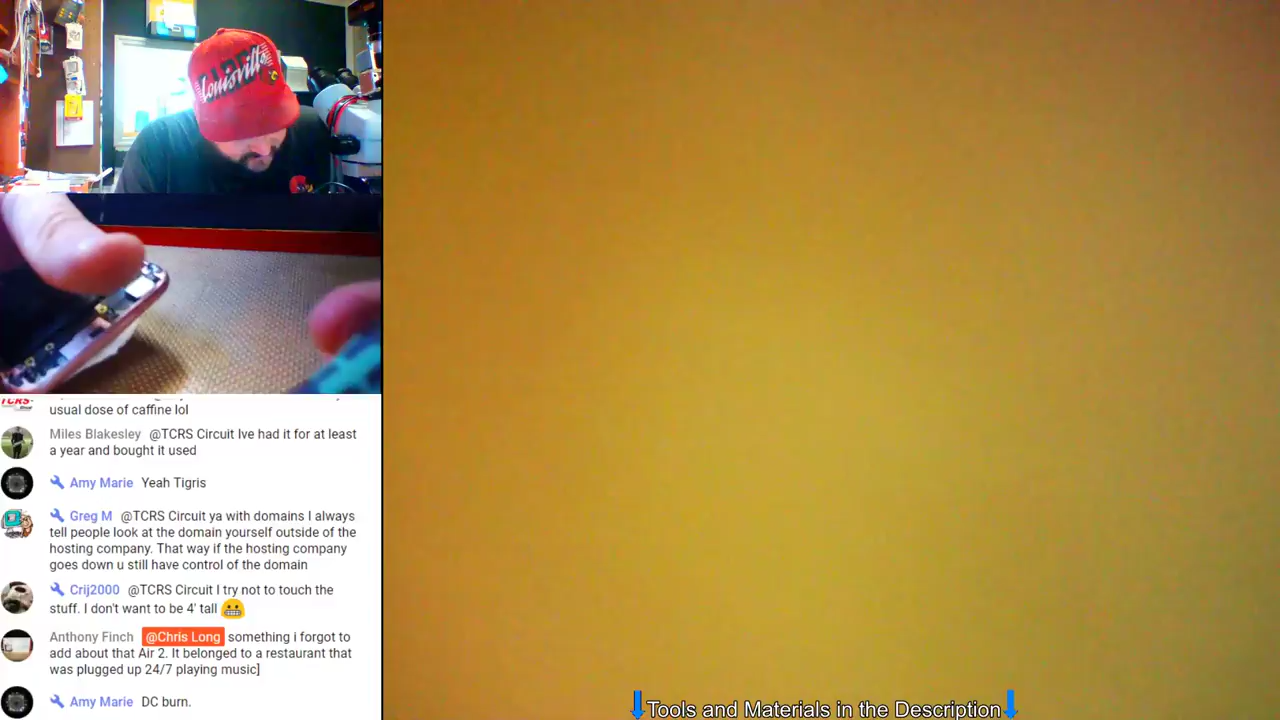 Louisville
TCRS
usual dose of caffine lol
Miles Blakesley @TCRS Circuit Ive had it for at least
a year and bought it used
Amy Marie Yeah Tigris
Greg M @TCRS Circuit ya with domains I always
tell people look at the domain yourself outside of the
hosting company. That way if the hosting company
goes down u still have control of the domain
Crij2000 @TCRS Circuit I try not to touch the
stuff. I don't want to be 4' tall
Anthony Finch @Chris Long something i forgot to
add about that Air 2. It belonged to a restaurant that
was plugged up 24/7 playing music]
Amy Marie DC burn.
Tools and Materials in the Description